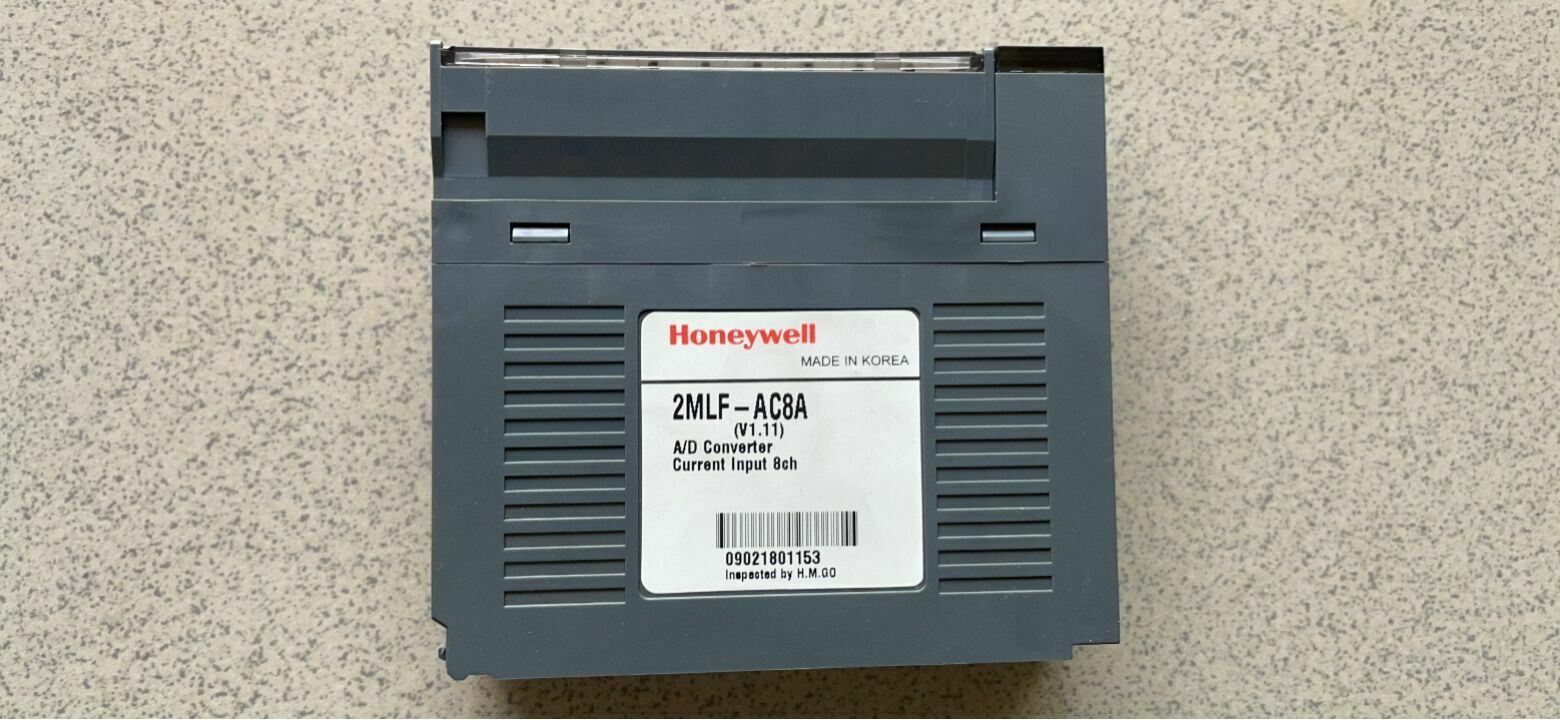 Honeywell
MADE IN KOREA
2MLF-AC8A
(V1.11)
A/D Converter
Current Input 8ch
09021801153
Inspected by H.M.GO